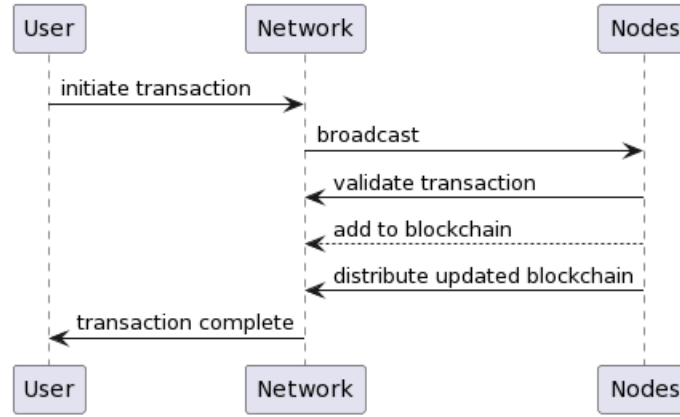 User Network Nodes
initiate transaction
broadcast
validate transaction
add to blockchain
distribute updated blockchain
transaction complete
User Network Nodes